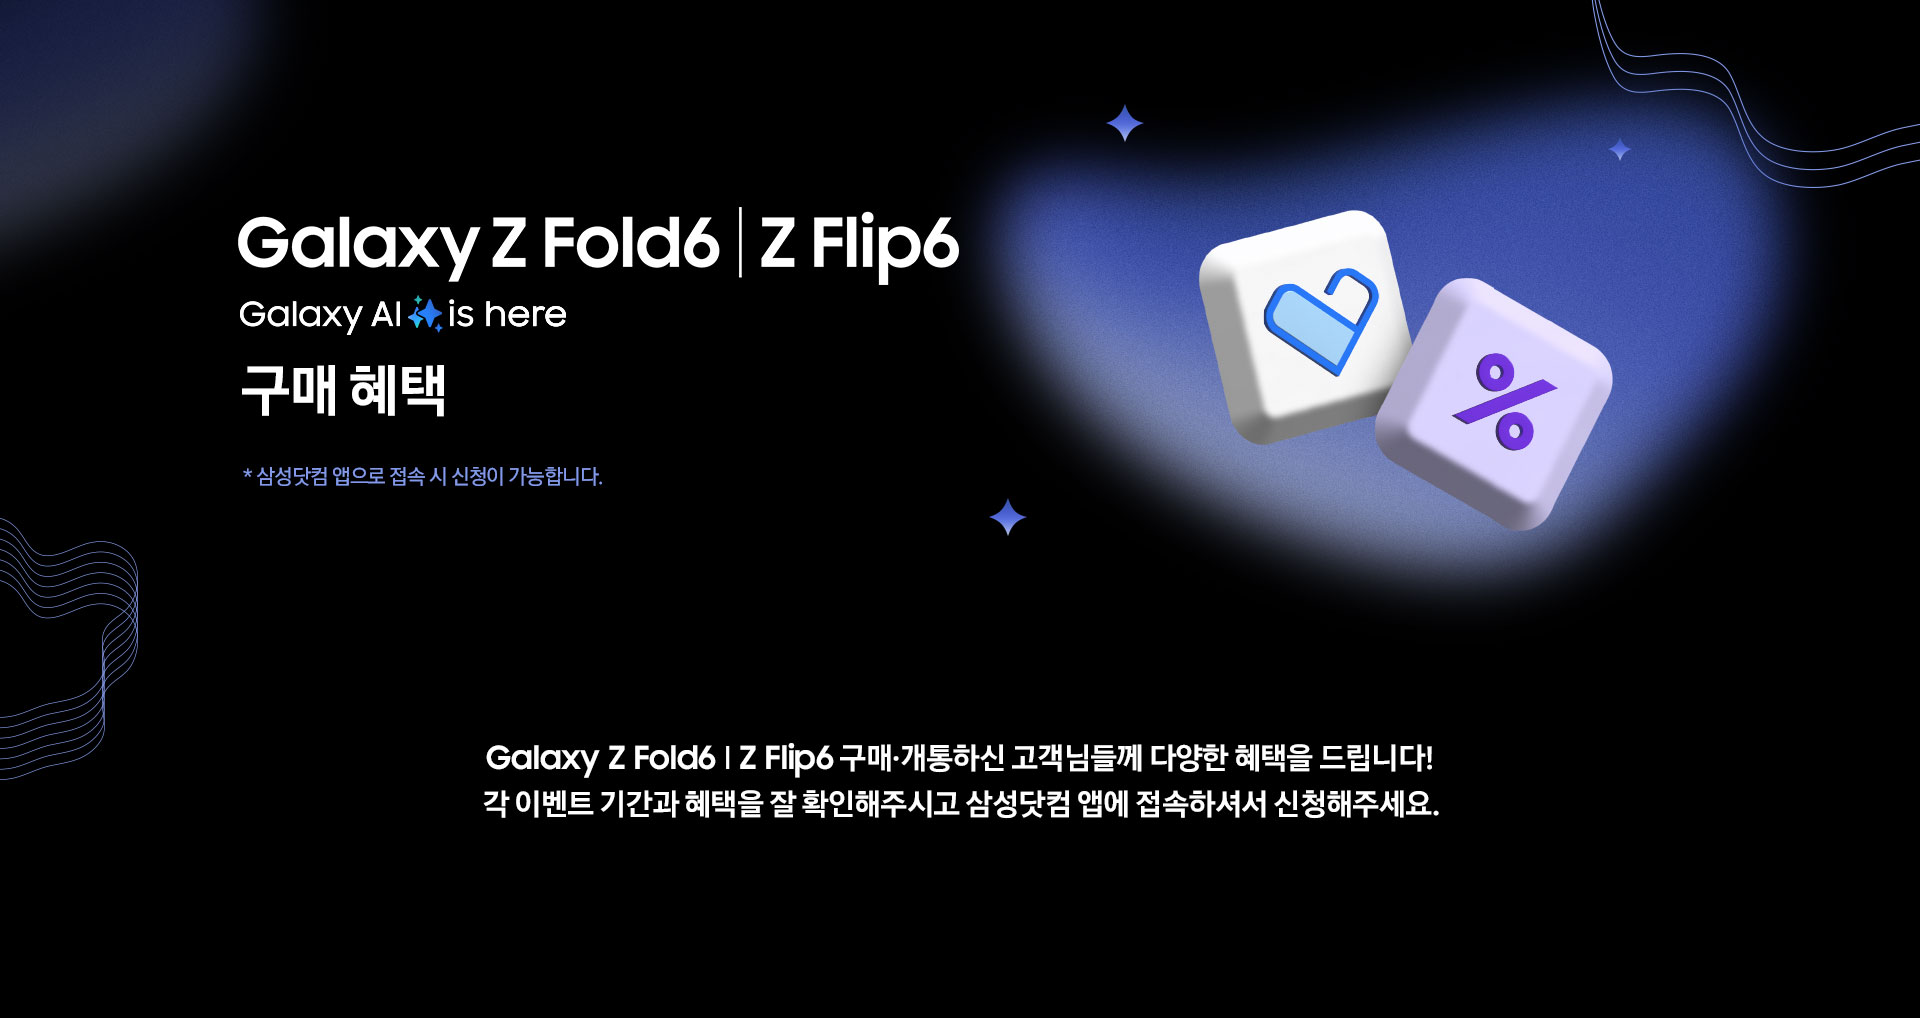 Galaxy Z Fold6 | Z Flip6
Galaxy AI is here
구매 혜택
* 삼성닷컴 앱으로 접속 시 신청이 가능합니다.
%
Galaxy Z Fold6 | Z Flip6 구매·개통하신 고객님들께 다양한 혜택을 드립니다!
각 이벤트 기간과 혜택을 잘 확인해주시고 삼성닷컴 앱에 접속하셔서 신청해주세요.